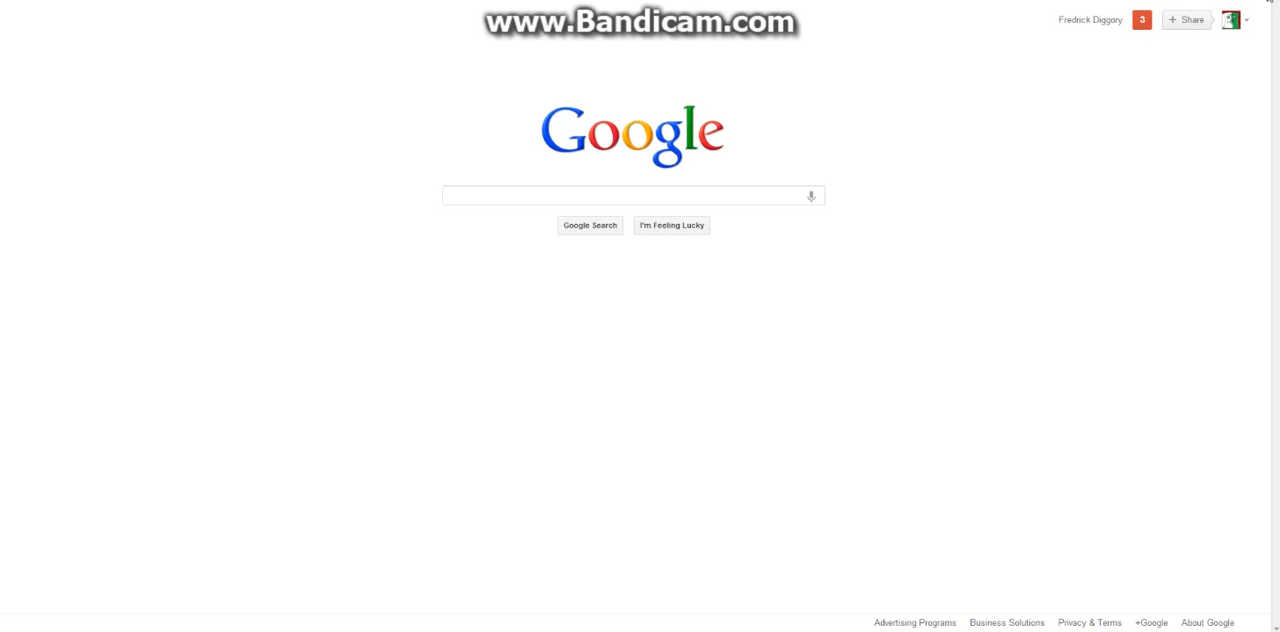 www.Bandicam.com
Fredrick Diggory 3 + Share
Google
Google Search I'm Feeling Lucky
Advertising Programs Business Solutions Privacy & Terms +Google About Google